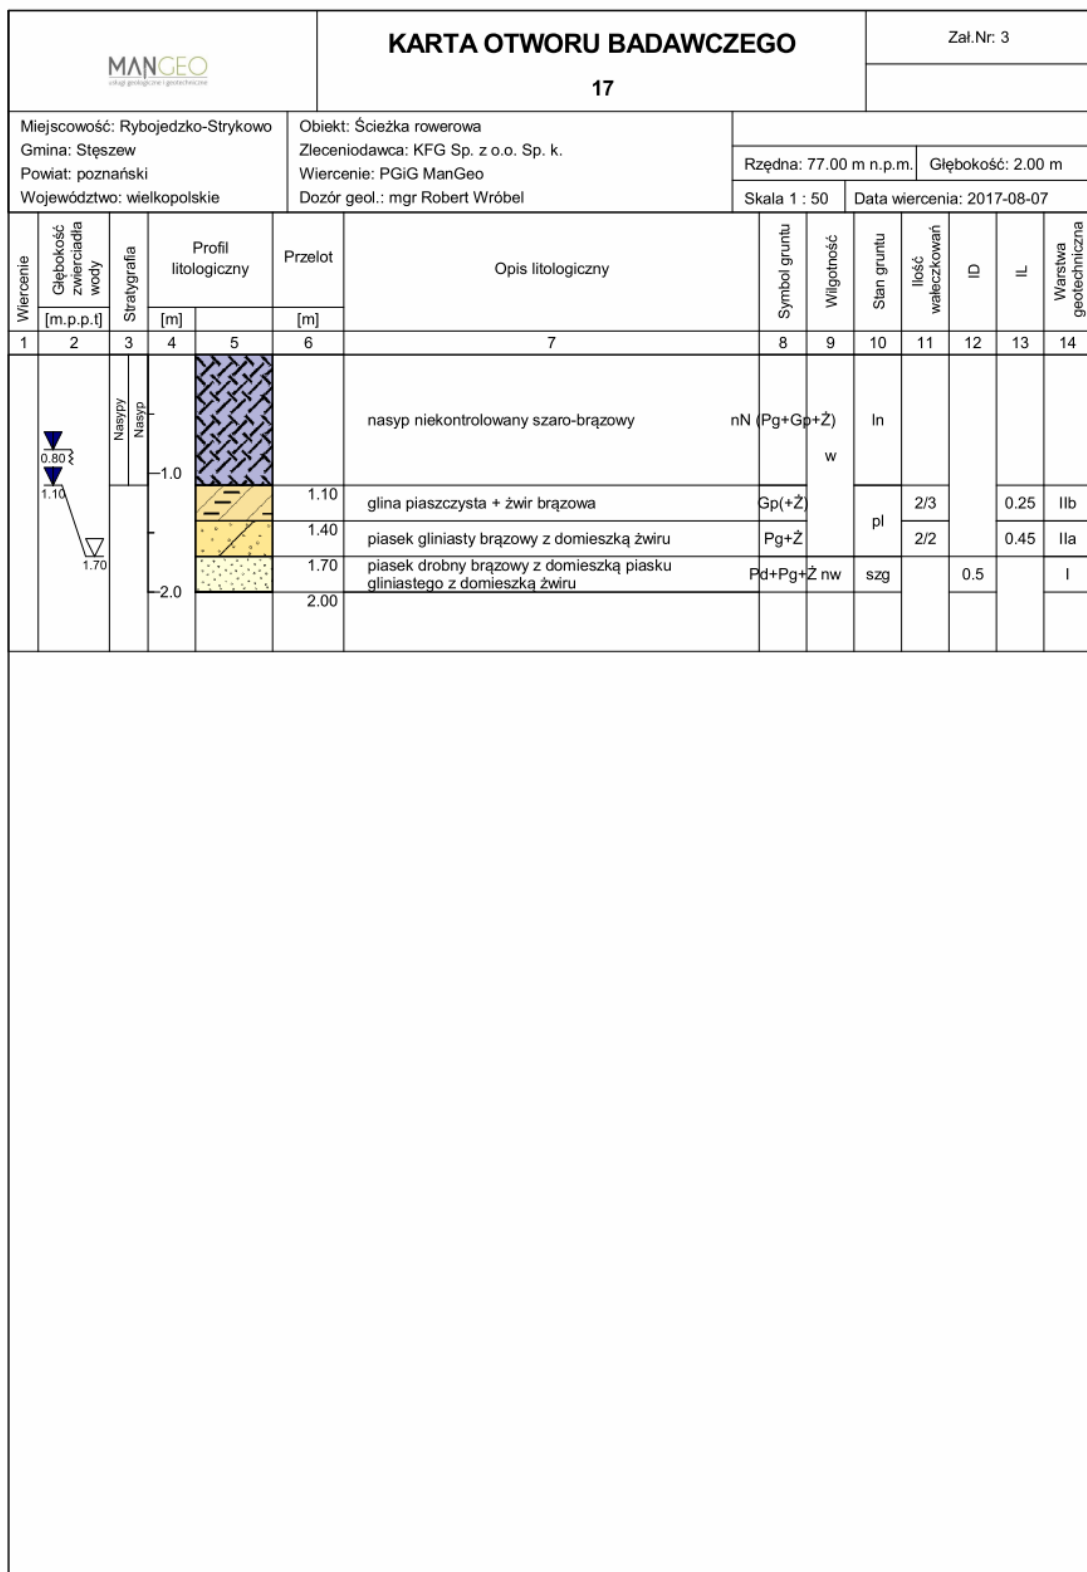 MANGEO
usługi geologiczne i geotechniczne
KARTA OTWORU BADAWCZEGO
17
Zał.Nr: 3
Miejscowość: Rybojedzko-Strykowo
Gmina: Stęszew
Powiat: poznański
Województwo: wielkopolskie
Obiekt: Ścieżka rowerowa
Zleceniodawca: KFG Sp. z o.o. Sp. k.
Wiercenie: PGiG ManGeo
Dozór geol.: mgr Robert Wróbel
Rzędna: 77.00 m n.p.m. Głębokość: 2.00 m
Skala 1 : 50 Data wiercenia: 2017-08-07
Wiercenie
Głębokość
zwierciadła
wody
[m.p.p.t]
Stratygrafia
Profil
litologiczny
[m]
Przelot
[m]
Opis litologiczny
Symbol gruntu
Wilgotność
Stan gruntu
Ilość
wałeczkowań
ID
IL
Warstwa
geotechniczna
1 2 3 4 5 6 7 8 9 10 11 12 13 14
Nasypy
Nasyp
nasyp niekontrolowany szaro-brązowy nN (Pg+Gp+Ż) ln
0.80
w
1.0
1.10
1.10 glina piaszczysta + żwir brązowa Gp(+Ż) 2/3 0.25 IIb
pl
1.40 piasek gliniasty brązowy z domieszką żwiru Pg+Ż 2/2 0.45 IIa
1.70
1.70 piasek drobny brązowy z domieszką piasku
gliniastego z domieszką żwiru
Pd+Pg+Ż nw szg 0.5 I
2.0
2.00